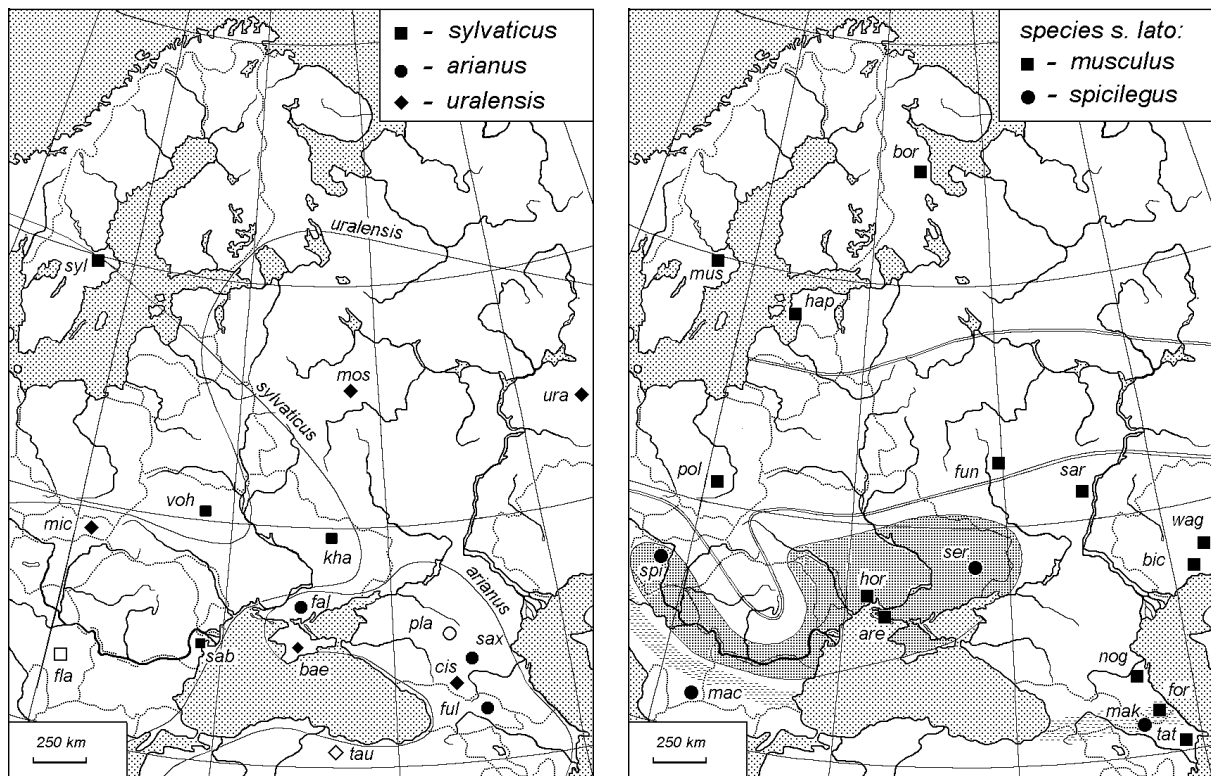 ■ - sylvaticus
● - arianus
◆ - uralensis
uralensis
syl
sylvaticus
mos
ura
voh
mic
kha
arianus
fal
pla
sax
sab
bae
cis
fla
ful
tau
250 km
species s. lato:
■ - musculus
● - spicilegus
bor
mus
hap
pol
fun
sar
wag
spi
ser
bic
hor
are
nog
mac
for
mak
tat
250 km